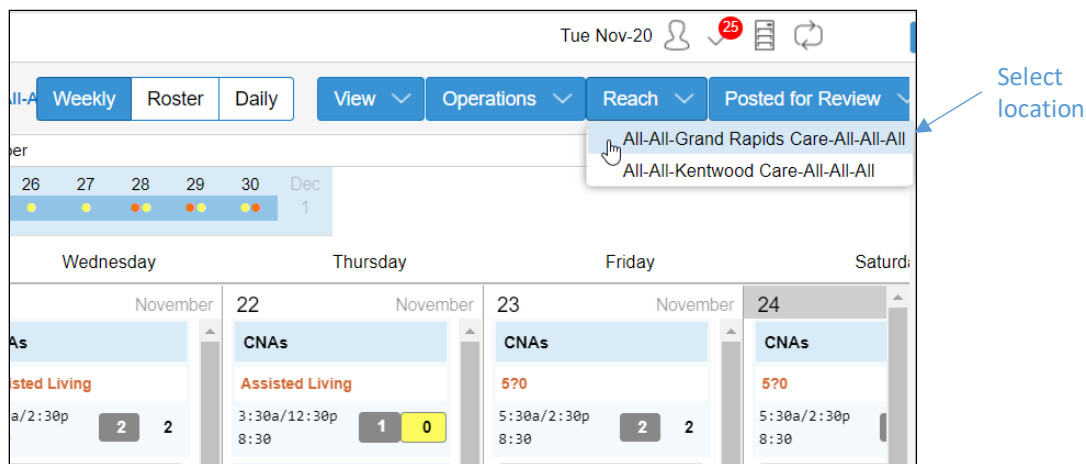 Tue Nov-20 25
Select
location
All-A Weekly Roster Daily View Operations Reach Posted for Review
All-All-Grand Rapids Care-All-All-All
ber
All-All-Kentwood Care-All-All-All
26 27 28 29 30 Dec
1
Wednesday Thursday Friday Saturda
November 22 November 23 November 24
As CNAs CNAs CNAs
isted Living Assisted Living 5?0 5?0
a/2:30p 2 2 3:30a/12:30p 1 0 5:30a/2:30p 2 2 5:30a/2:30p
8:30 8:30 8:30